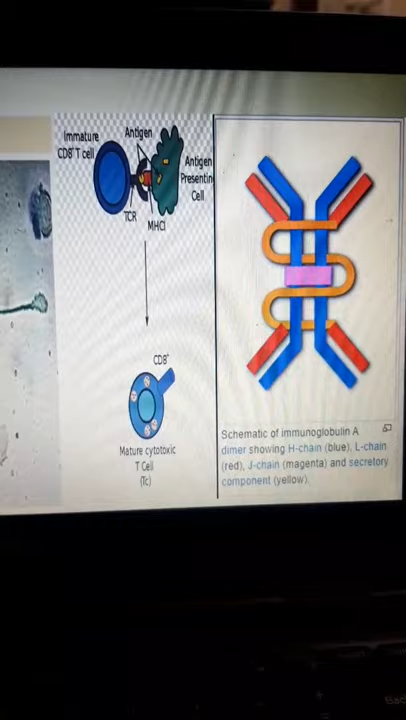 Immature
CD8⁺T cell
Antigen
Antigen
Presentin
Cell
TCR
MHCI
CD8⁺
Mature cytotoxic
T Cell
(Tc)
Schematic of immunoglobulin A
dimer showing H-chain (blue), L-chain
(red), J-chain (magenta) and secretory
component (yellow).